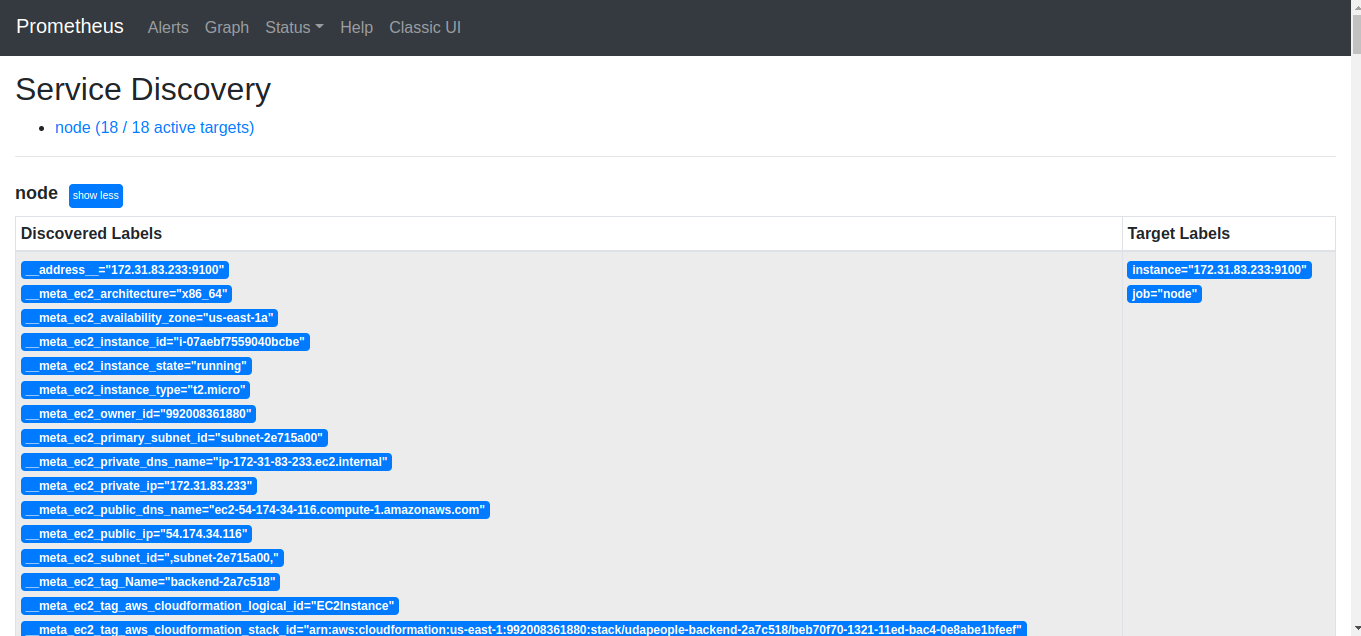 Prometheus Alerts Graph Status Help Classic UI
Service Discovery
node (18 / 18 active targets)
node show less
Discovered Labels Target Labels
__address__="172.31.83.233:9100" instance="172.31.83.233:9100"
__meta_ec2_architecture="x86_64" job="node"
__meta_ec2_availability_zone="us-east-1a"
__meta_ec2_instance_id="i-07aebf7559040bcbe"
__meta_ec2_instance_state="running"
__meta_ec2_instance_type="t2.micro"
__meta_ec2_owner_id="992008361880"
__meta_ec2_primary_subnet_id="subnet-2e715a00"
__meta_ec2_private_dns_name="ip-172-31-83-233.ec2.internal"
__meta_ec2_private_ip="172.31.83.233"
__meta_ec2_public_dns_name="ec2-54-174-34-116.compute-1.amazonaws.com"
__meta_ec2_public_ip="54.174.34.116"
__meta_ec2_subnet_id=",subnet-2e715a00,"
__meta_ec2_tag_Name="backend-2a7c518"
__meta_ec2_tag_aws_cloudformation_logical_id="EC2Instance"
__meta_ec2_tag_aws_cloudformation_stack_id="arn:aws:cloudformation:us-east-1:992008361880:stack/udapeople-backend-2a7c518/beb70f70-1321-11ed-bac4-0e8abe1bfeef"